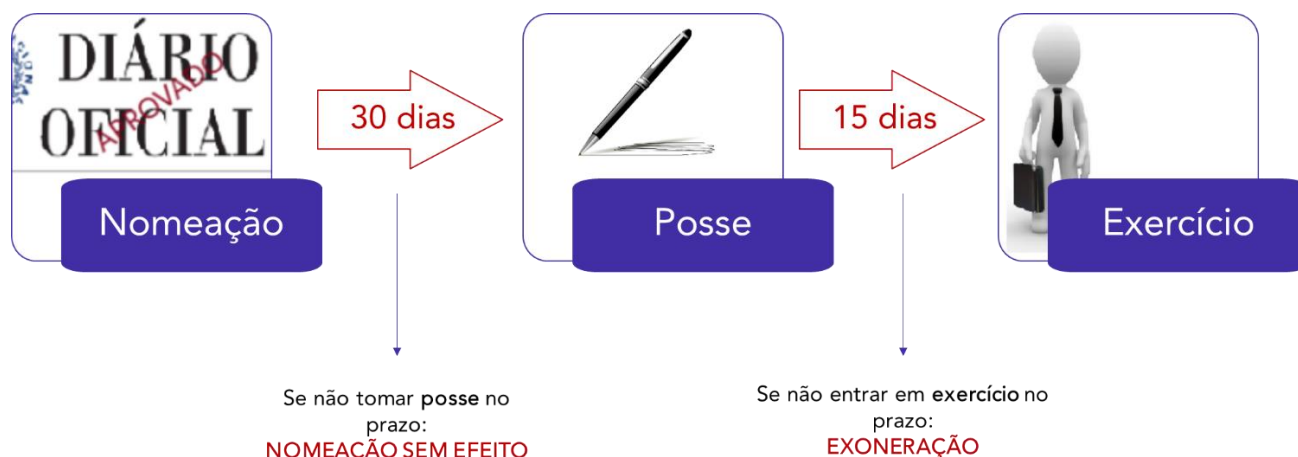 DIÁRIO
OFICIAL
APROVADO
30 dias
15 dias
Nomeação
Posse
Exercício
Se não tomar posse no
prazo:
NOMEAÇÃO SEM EFEITO
Se não entrar em exercício no
prazo:
EXONERAÇÃO